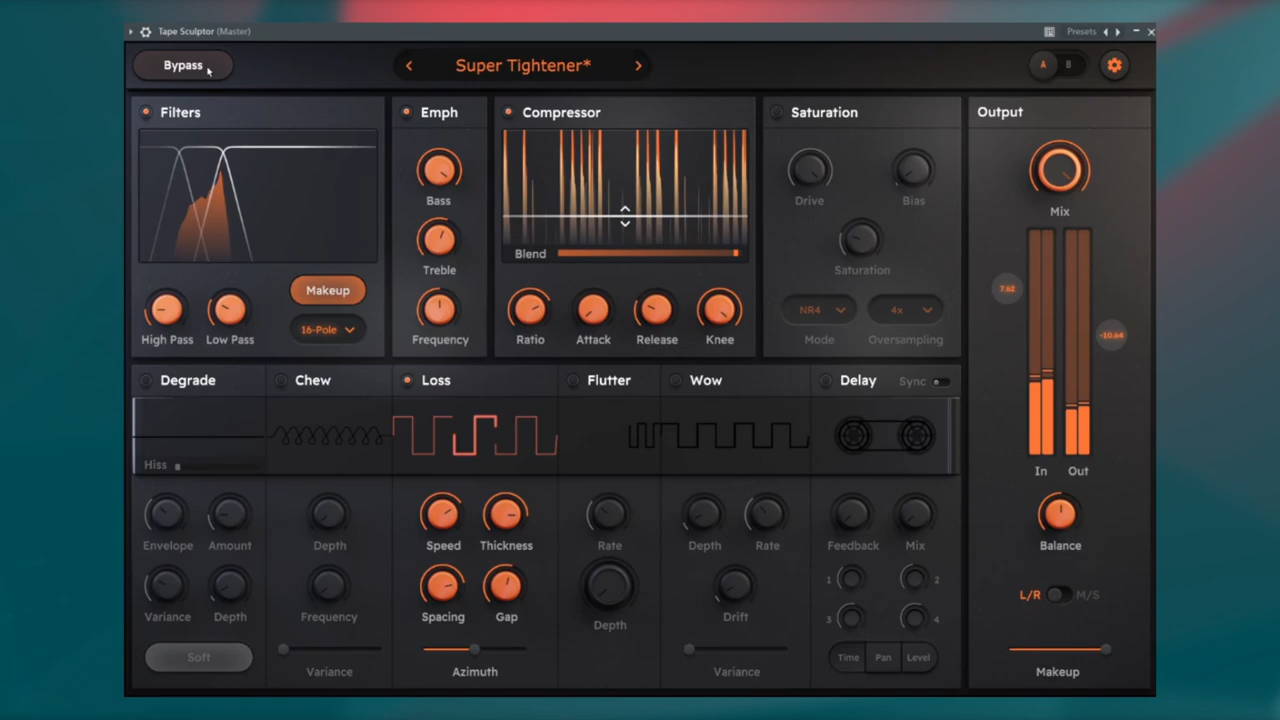 Tape Sculptor (Master)
Presets
Bypass
Super Tightener*
A
B
Filters
Makeup
16-Pole
High Pass
Low Pass
Emph
Bass
Treble
Frequency
Compressor
Blend
Ratio
Attack
Release
Knee
Saturation
Drive
Bias
Saturation
NR4
4x
Mode
Oversampling
Output
Mix
7.62
-10.64
In
Out
Balance
L/R
M/S
Makeup
Degrade
Hiss
Envelope
Amount
Variance
Depth
Soft
Chew
Depth
Frequency
Variance
Loss
Speed
Thickness
Spacing
Gap
Azimuth
Flutter
Rate
Depth
Wow
Depth
Rate
Drift
Variance
Delay
Sync
Feedback
Mix
1
2
3
4
Time
Pan
Level